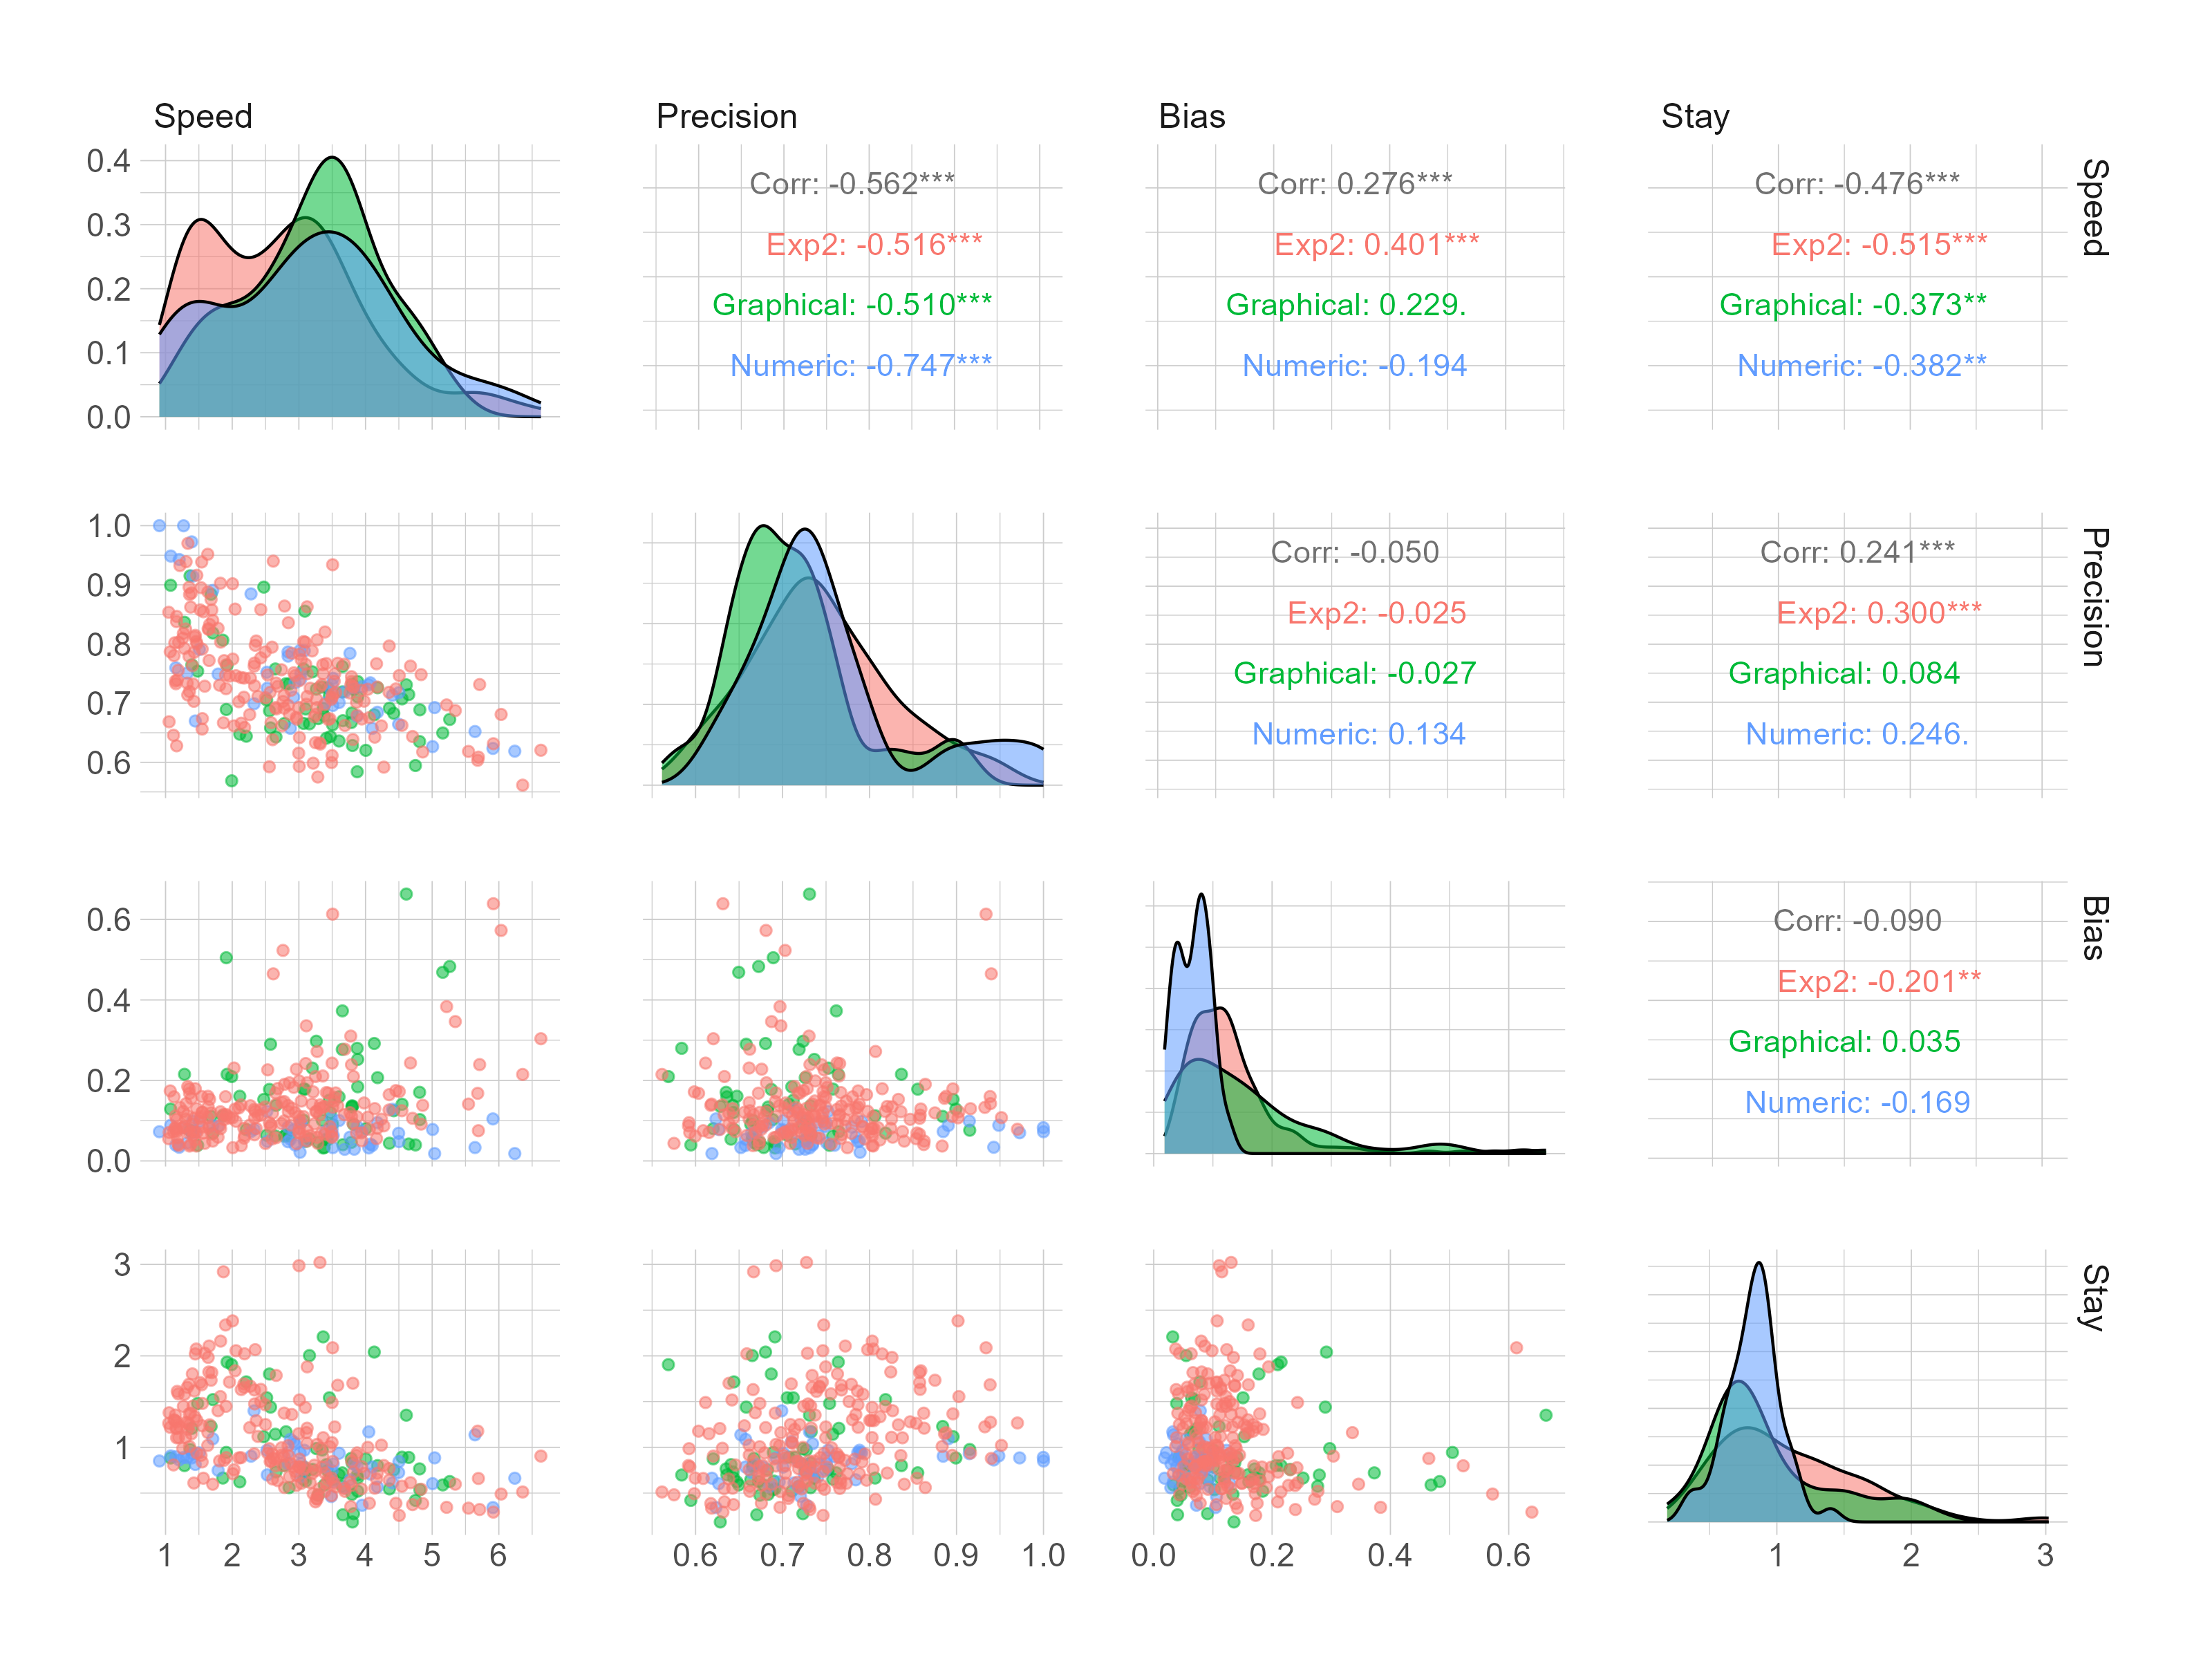 Speed Precision Bias Stay
0.4
0.3
0.2
0.1
0.0
Corr: -0.562***
Exp2: -0.516***
Graphical: -0.510***
Numeric: -0.747***
Corr: 0.276***
Exp2: 0.401***
Graphical: 0.229.
Numeric: -0.194
Corr: -0.476***
Exp2: -0.515***
Graphical: -0.373**
Numeric: -0.382**
Speed
1.0
0.9
0.8
0.7
0.6
Corr: -0.050
Exp2: -0.025
Graphical: -0.027
Numeric: 0.134
Corr: 0.241***
Exp2: 0.300***
Graphical: 0.084
Numeric: 0.246.
Precision
0.6
0.4
0.2
0.0
Corr: -0.090
Exp2: -0.201**
Graphical: 0.035
Numeric: -0.169
Bias
3
2
1
Stay
1 2 3 4 5 6 0.6 0.7 0.8 0.9 1.0 0.0 0.2 0.4 0.6 1 2 3